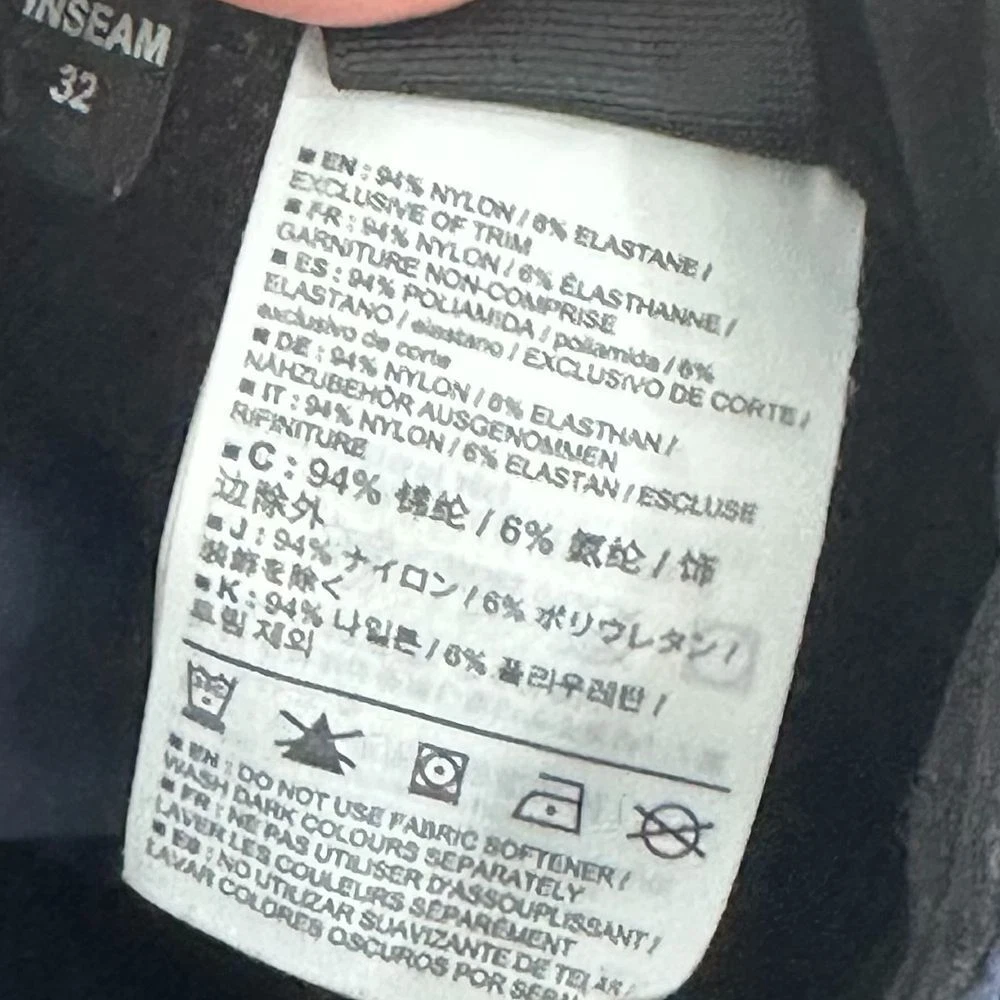 INSEAM
32
■ EN : 94% NYLON / 6% ELASTANE /
EXCLUSIVE OF TRIM
■ FR : 94% NYLON / 6% ÉLASTHANNE /
GARNITURE NON-COMPRISE
■ ES : 94% POLIAMIDA / poliamida / 6%
ELASTANO / elastano / EXCLUSIVO DE CORTE /
exclusivo de corte
■ DE : 94% NYLON / 6% ELASTHAN /
NÄHZUBEHÖR AUSGENOMMEN
■ IT : 94% NYLON / 6% ELASTAN / ESCLUSE
RIFINITURE
■ C : 94% 锦纶 / 6% 氨纶 / 饰
边除外
■ J : 94% ナイロン / 6% ポリウレタン /
装飾を除く
■ K : 94% 나일론 / 6% 폴리우레탄 /
트림 제외
■ EN : DO NOT USE FABRIC SOFTENER /
WASH DARK COLOURS SEPARATELY
■ FR : NE PAS UTILISER D'ASSOUPLISSANT /
LAVER LES COULEURS SÉPARÉMENT
■ ES : NO UTILIZAR SUAVIZANTE DE TELAS /
LAVAR COLORES OSCUROS POR